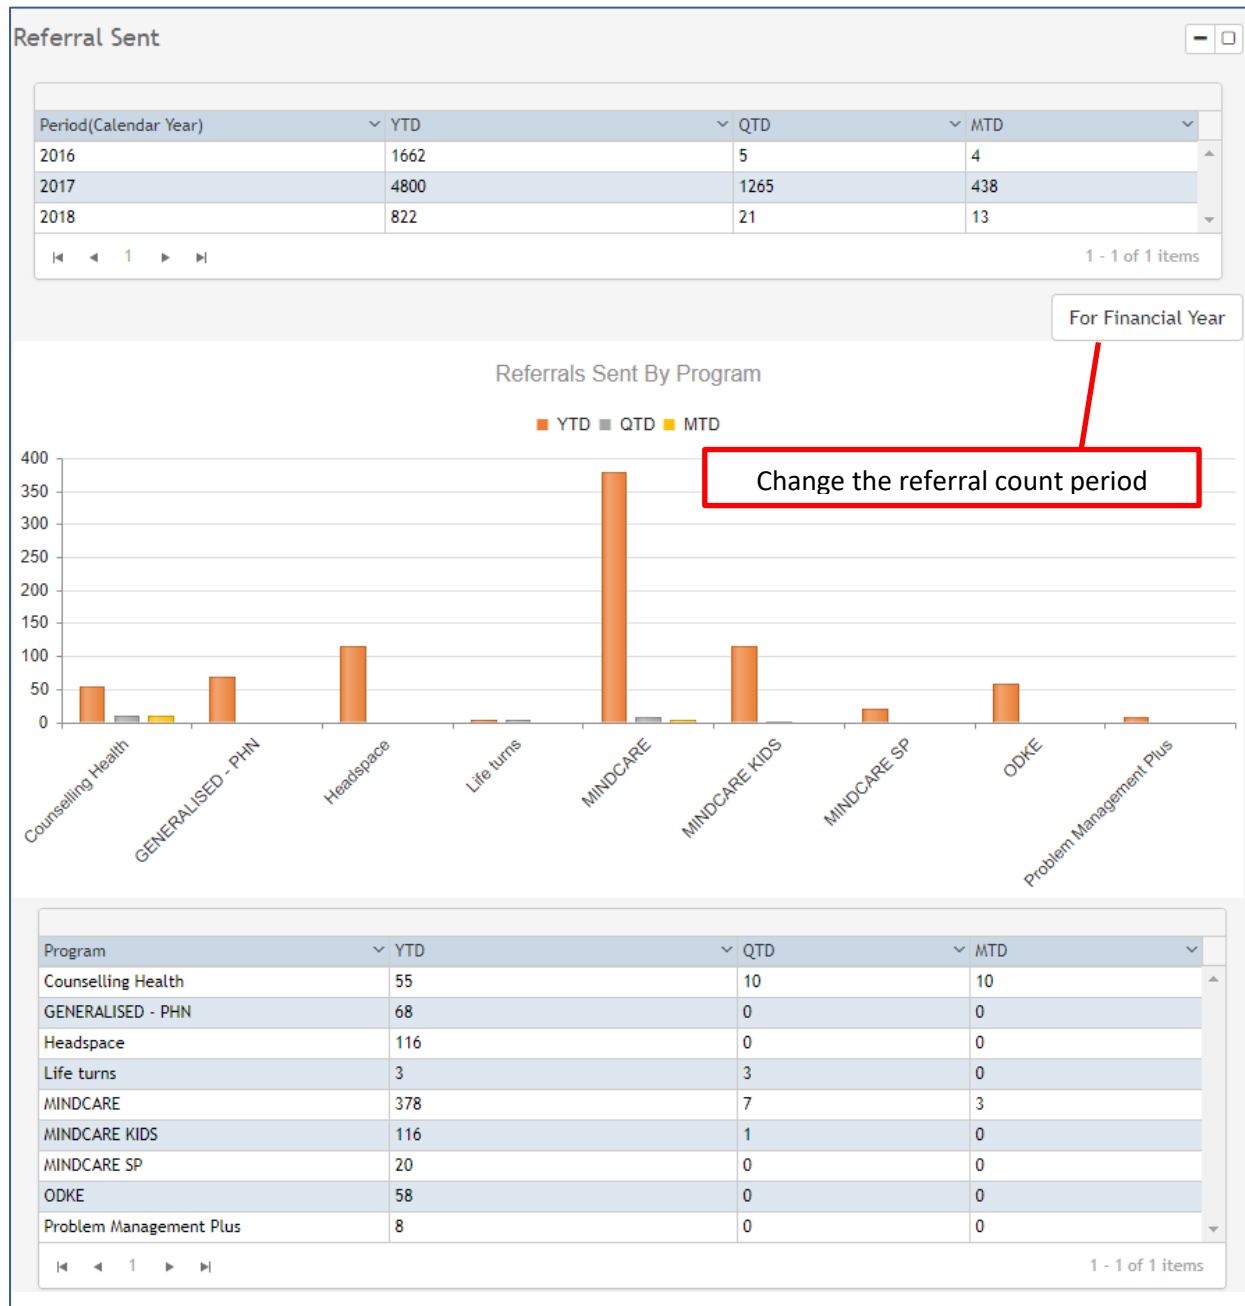 Referral Sent
Period(Calendar Year) YTD QTD MTD
2016 1662 5 4
2017 4800 1265 438
2018 822 21 13
1 1 - 1 of 1 items
For Financial Year
Referrals Sent By Program
YTD QTD MTD
Change the referral count period
400
350
300
250
200
150
100
50
0
Counselling Health
GENERALISED - PHN
Headspace
Life turns
MINDCARE
MINDCARE KIDS
MINDCARE SP
ODKE
Problem Management Plus
Program YTD QTD MTD
Counselling Health 55 10 10
GENERALISED - PHN 68 0 0
Headspace 116 0 0
Life turns 3 3 0
MINDCARE 378 7 3
MINDCARE KIDS 116 1 0
MINDCARE SP 20 0 0
ODKE 58 0 0
Problem Management Plus 8 0 0
1 1 - 1 of 1 items